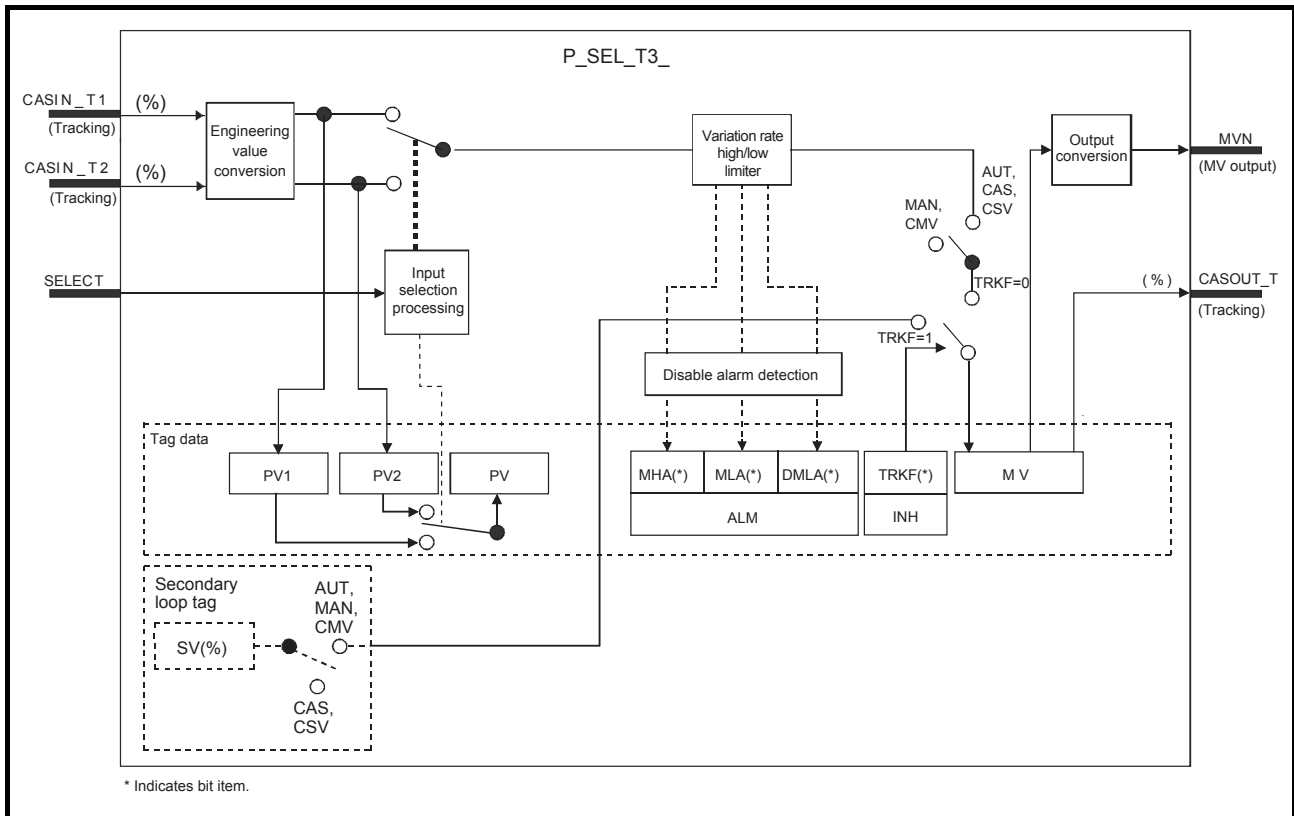 P_SEL_T3_
CASIN_T1
(%)
(Tracking)
CASIN_T2
(%)
(Tracking)
SELECT
Engineering
value
conversion
Input
selection
processing
Variation rate
high/low
limiter
Output
conversion
MVN
(MV output)
AUT,
CAS,
CSV
MAN,
CMV
TRKF=0
TRKF=1
(%)
CASOUT_T
(Tracking)
Disable alarm detection
Tag data
PV1
PV2
PV
MHA(*)
MLA(*)
DMLA(*)
ALM
TRKF(*)
INH
M V
Secondary
loop tag
SV(%)
AUT,
MAN,
CMV
CAS,
CSV
* Indicates bit item.